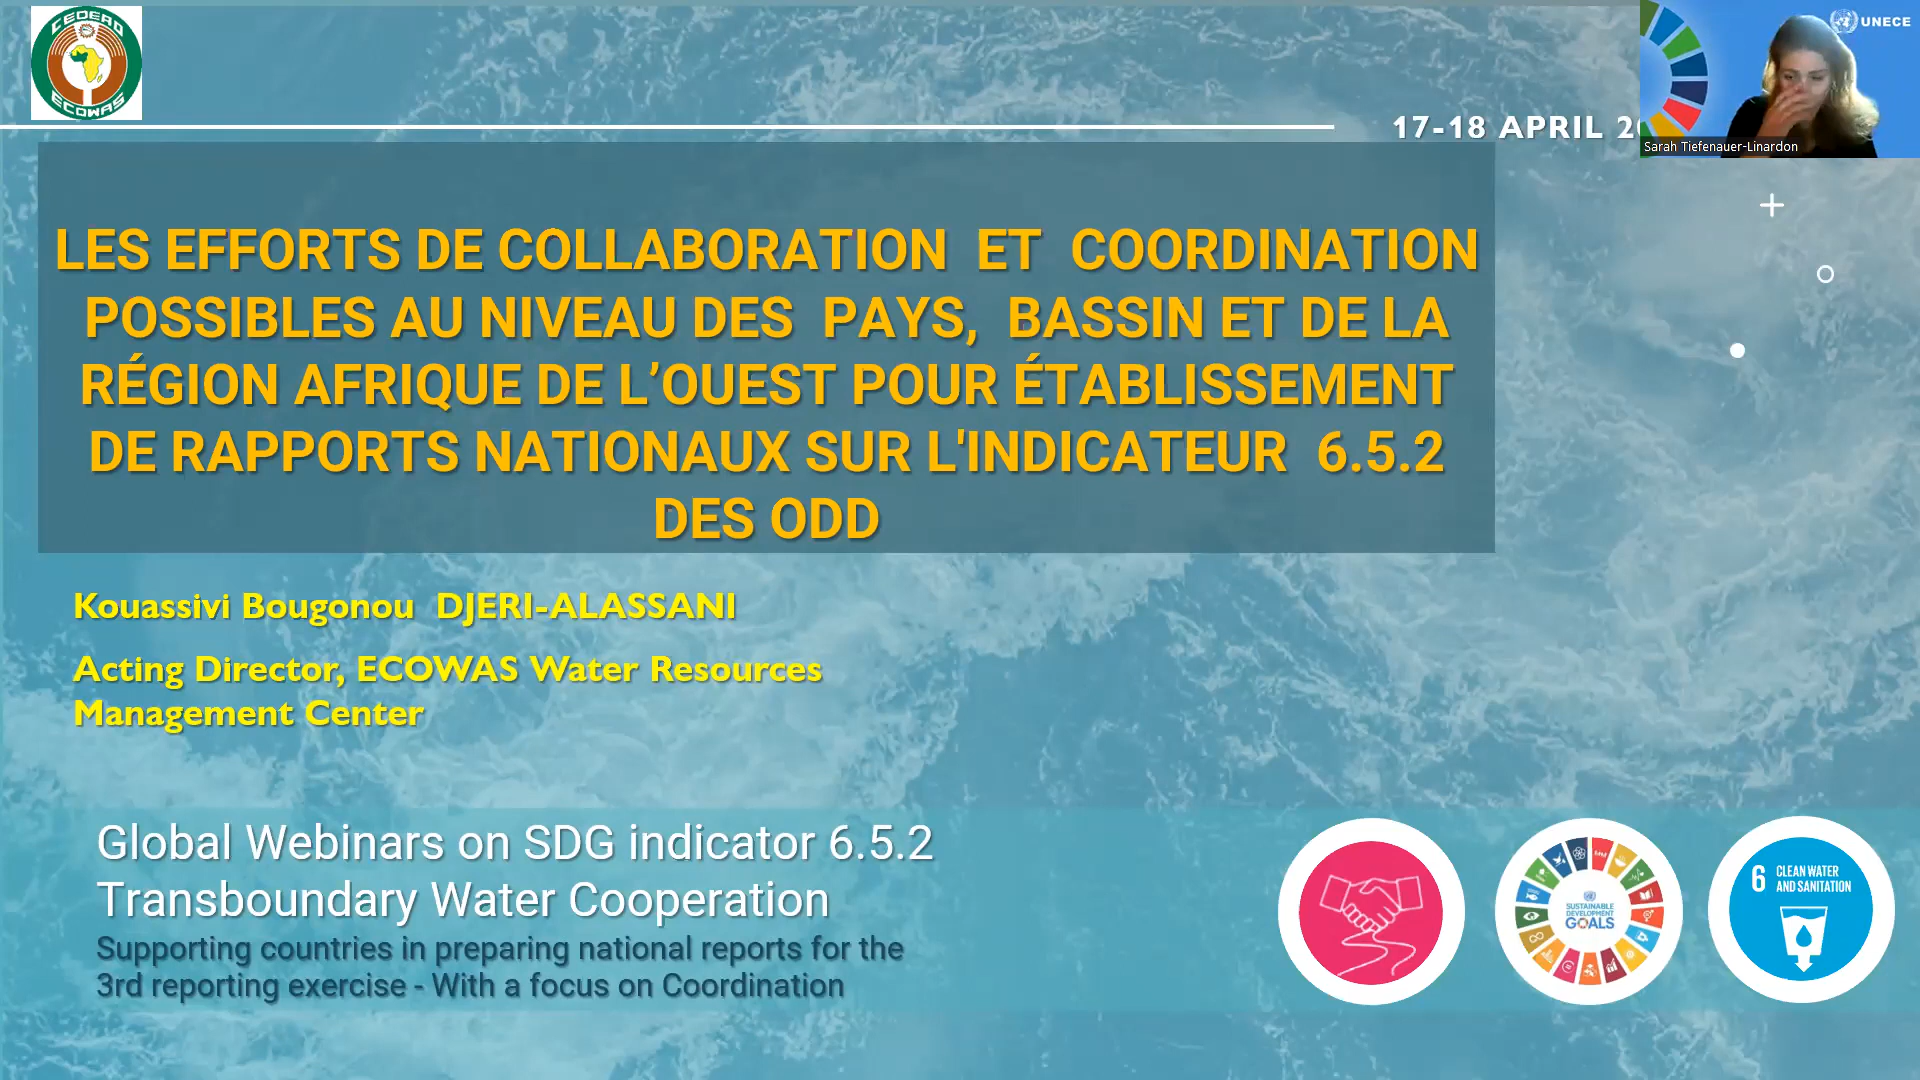 CEDEAO
ECOWAS
UNECE
17-18 APRIL
Sarah Tiefenauer-Linardon
LES EFFORTS DE COLLABORATION ET COORDINATION
POSSIBLES AU NIVEAU DES PAYS, BASSIN ET DE LA
RÉGION AFRIQUE DE L’OUEST POUR ÉTABLISSEMENT
DE RAPPORTS NATIONAUX SUR L'INDICATEUR 6.5.2
DES ODD
Kouassivi Bougonou DJERI-ALASSANI
Acting Director, ECOWAS Water Resources
Management Center
Global Webinars on SDG indicator 6.5.2
Transboundary Water Cooperation
Supporting countries in preparing national reports for the
3rd reporting exercise - With a focus on Coordination
SUSTAINABLE
DEVELOPMENT
GOALS
6 CLEAN WATER
AND SANITATION